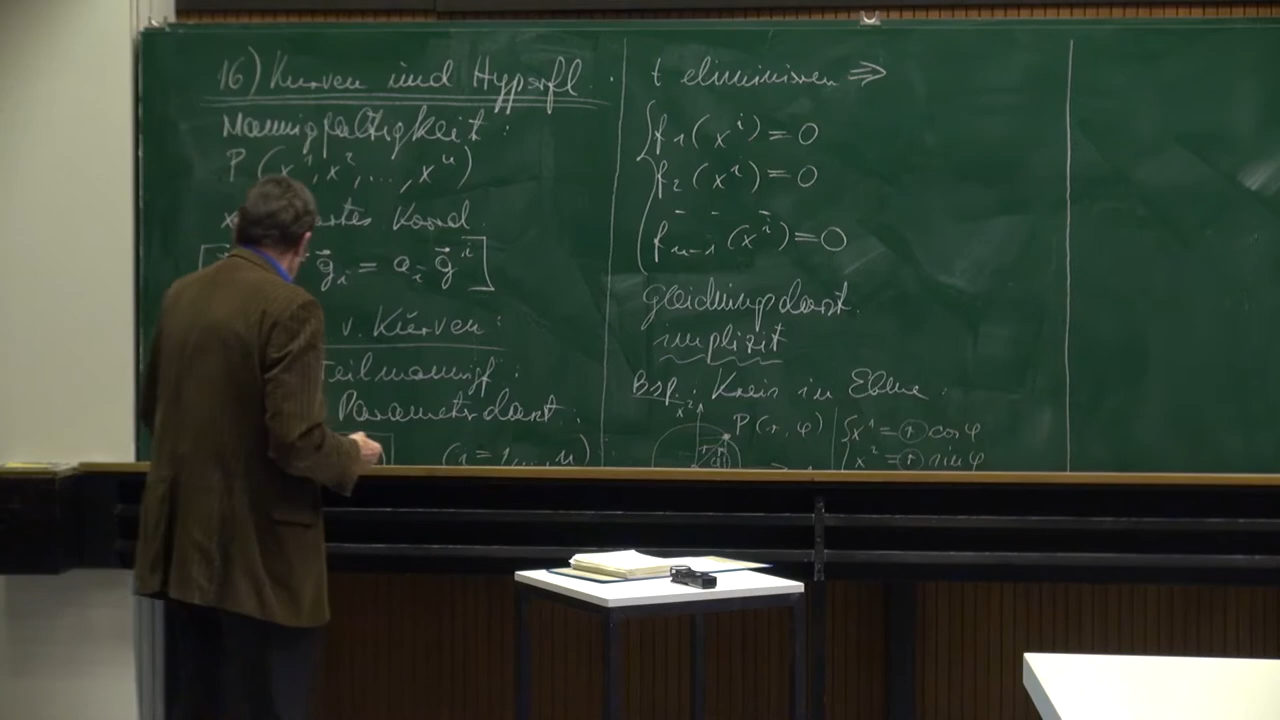 16) Kurven und Hyperfl.
Mannigfaltigkeit:
P(x¹, x², ..., xⁿ)
Koord.
g⃗ᵢ = aᵢ g⃗ⁱ
v. Kurven:
Teilmannigf.:
Parameterdarst.:
(i = 1, ..., n)
t eliminieren ⇒
f₁(xⁱ) = 0
f₂(xⁱ) = 0
fₙ₋₁(xⁱ) = 0
Gleichungsdarst.
implizit
Bsp.: Kreis in Ebene:
x² P(r, φ) x¹ = r cos φ
r φ x² = r sin φ